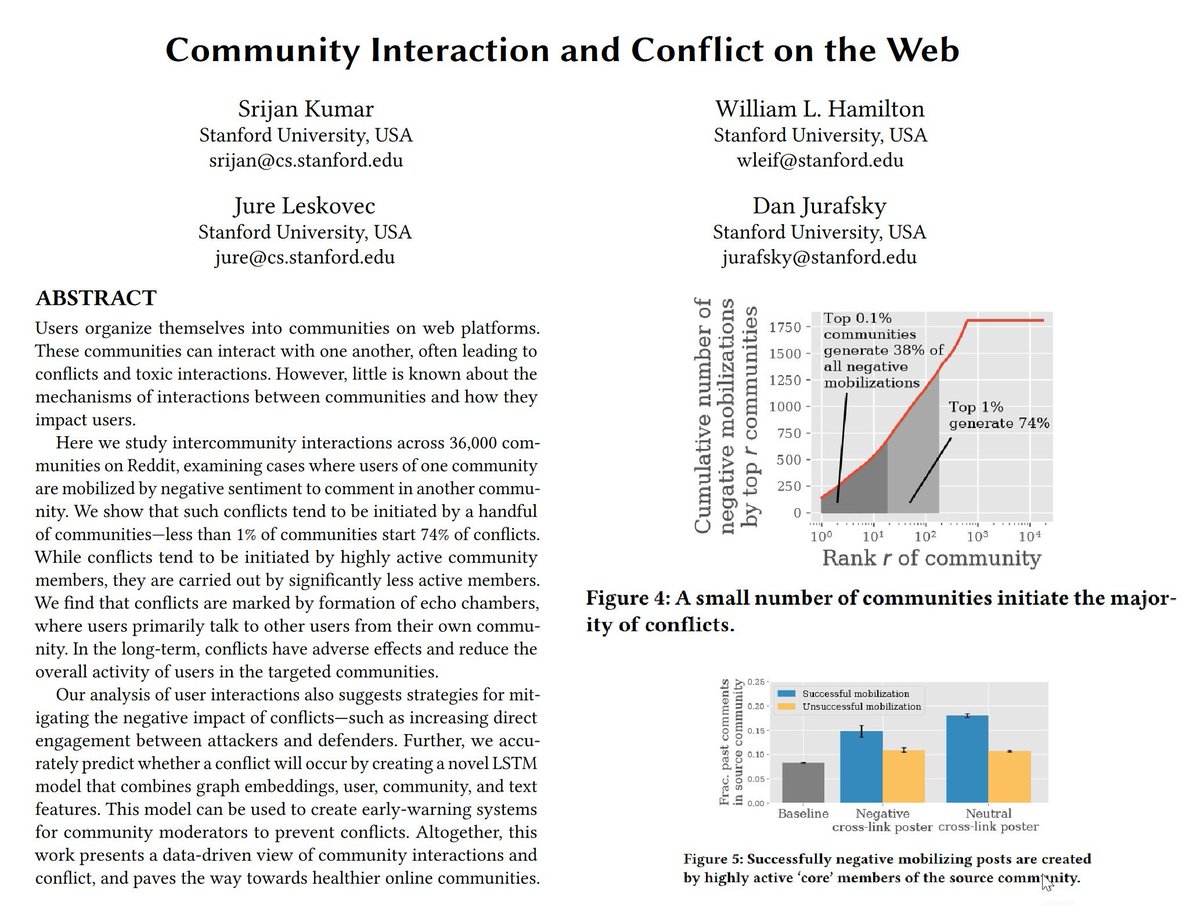 Community Interaction and Conflict on the Web
Srijan Kumar
Stanford University, USA
srijan@cs.stanford.edu
William L. Hamilton
Stanford University, USA
wleif@stanford.edu
Jure Leskovec
Stanford University, USA
jure@cs.stanford.edu
Dan Jurafsky
Stanford University, USA
jurafsky@stanford.edu
ABSTRACT
Users organize themselves into communities on web platforms.
These communities can interact with one another, often leading to
conflicts and toxic interactions. However, little is known about the
mechanisms of interactions between communities and how they
impact users.
Here we study intercommunity interactions across 36,000 com-
munities on Reddit, examining cases where users of one community
are mobilized by negative sentiment to comment in another commu-
nity. We show that such conflicts tend to be initiated by a handful
of communities—less than 1% of communities start 74% of conflicts.
While conflicts tend to be initiated by highly active community
members, they are carried out by significantly less active members.
We find that conflicts are marked by formation of echo chambers,
where users primarily talk to other users from their own commu-
nity. In the long-term, conflicts have adverse effects and reduce the
overall activity of users in the targeted communities.
Our analysis of user interactions also suggests strategies for mit-
igating the negative impact of conflicts—such as increasing direct
engagement between attackers and defenders. Further, we accu-
rately predict whether a conflict will occur by creating a novel LSTM
model that combines graph embeddings, user, community, and text
features. This model can be used to create early-warning systems
for community moderators to prevent conflicts. Altogether, this
work presents a data-driven view of community interactions and
conflict, and paves the way towards healthier online communities.
Cumulative number of
negative mobilizations
by top r communities
1750
1500
1250
1000
750
500
250
0
Top 0.1%
communities
generate 38% of
all negative
mobilizations
Top 1%
generate 74%
10⁰ 10¹ 10² 10³ 10⁴
Rank r of community
Figure 4: A small number of communities initiate the major-
ity of conflicts.
Frac. past comments
in source community
0.25
0.20
0.15
0.10
0.05
0.00
Successful mobilization
Unsuccessful mobilization
Baseline
Negative
cross-link poster
Neutral
cross-link poster
Figure 5: Successfully negative mobilizing posts are created
by highly active ‘core’ members of the source community.